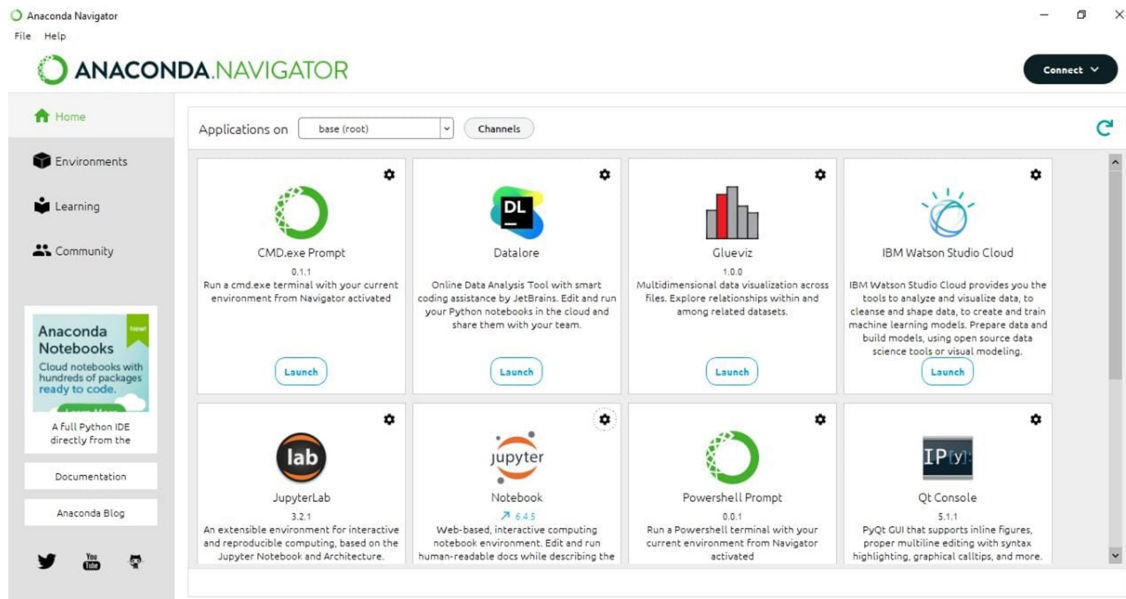 Anaconda Navigator
File Help
ANACONDA.NAVIGATOR
Connect
Home
Environments
Learning
Community
Anaconda
Notebooks
New!
Cloud notebooks with
hundreds of packages
ready to code.
Learn More
A full Python IDE
directly from the
Documentation
Anaconda Blog
You
Tube
Applications on base (root) Channels
CMD.exe Prompt
0.1.1
Run a cmd.exe terminal with your current
environment from Navigator activated
Launch
DL
Datalore
Online Data Analysis Tool with smart
coding assistance by JetBrains. Edit and run
your Python notebooks in the cloud and
share them with your team.
Launch
Glueviz
1.0.0
Multidimensional data visualization across
files. Explore relationships within and
among related datasets.
Launch
IBM Watson Studio Cloud
IBM Watson Studio Cloud provides you the
tools to analyze and visualize data, to
cleanse and shape data, to create and train
machine learning models. Prepare data and
build models, using open source data
science tools or visual modeling.
Launch
lab
JupyterLab
3.2.1
An extensible environment for interactive
and reproducible computing, based on the
Jupyter Notebook and Architecture.
jupyter
Notebook
6.4.5
Web-based, interactive computing
notebook environment. Edit and run
human-readable docs while describing the
Powershell Prompt
0.0.1
Run a Powershell terminal with your
current environment from Navigator
activated
IP[y]:
Qt Console
5.1.1
PyQt GUI that supports inline figures,
proper multiline editing with syntax
highlighting, graphical calltips, and more.